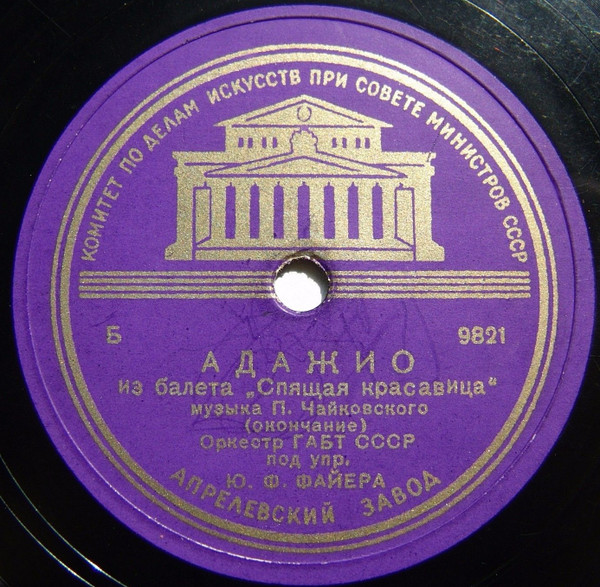 КОМИТЕТ ПО ДЕЛАМ ИСКУССТВ ПРИ СОВЕТЕ МИНИСТРОВ СССР
Б 9821
АДАЖИО
из балета „Спящая красавица“
музыка П. Чайковского
(окончание)
Оркестр ГАБТ СССР
под упр.
Ю. Ф. ФАЙЕРА
АПРЕЛЕВСКИЙ ЗАВОД